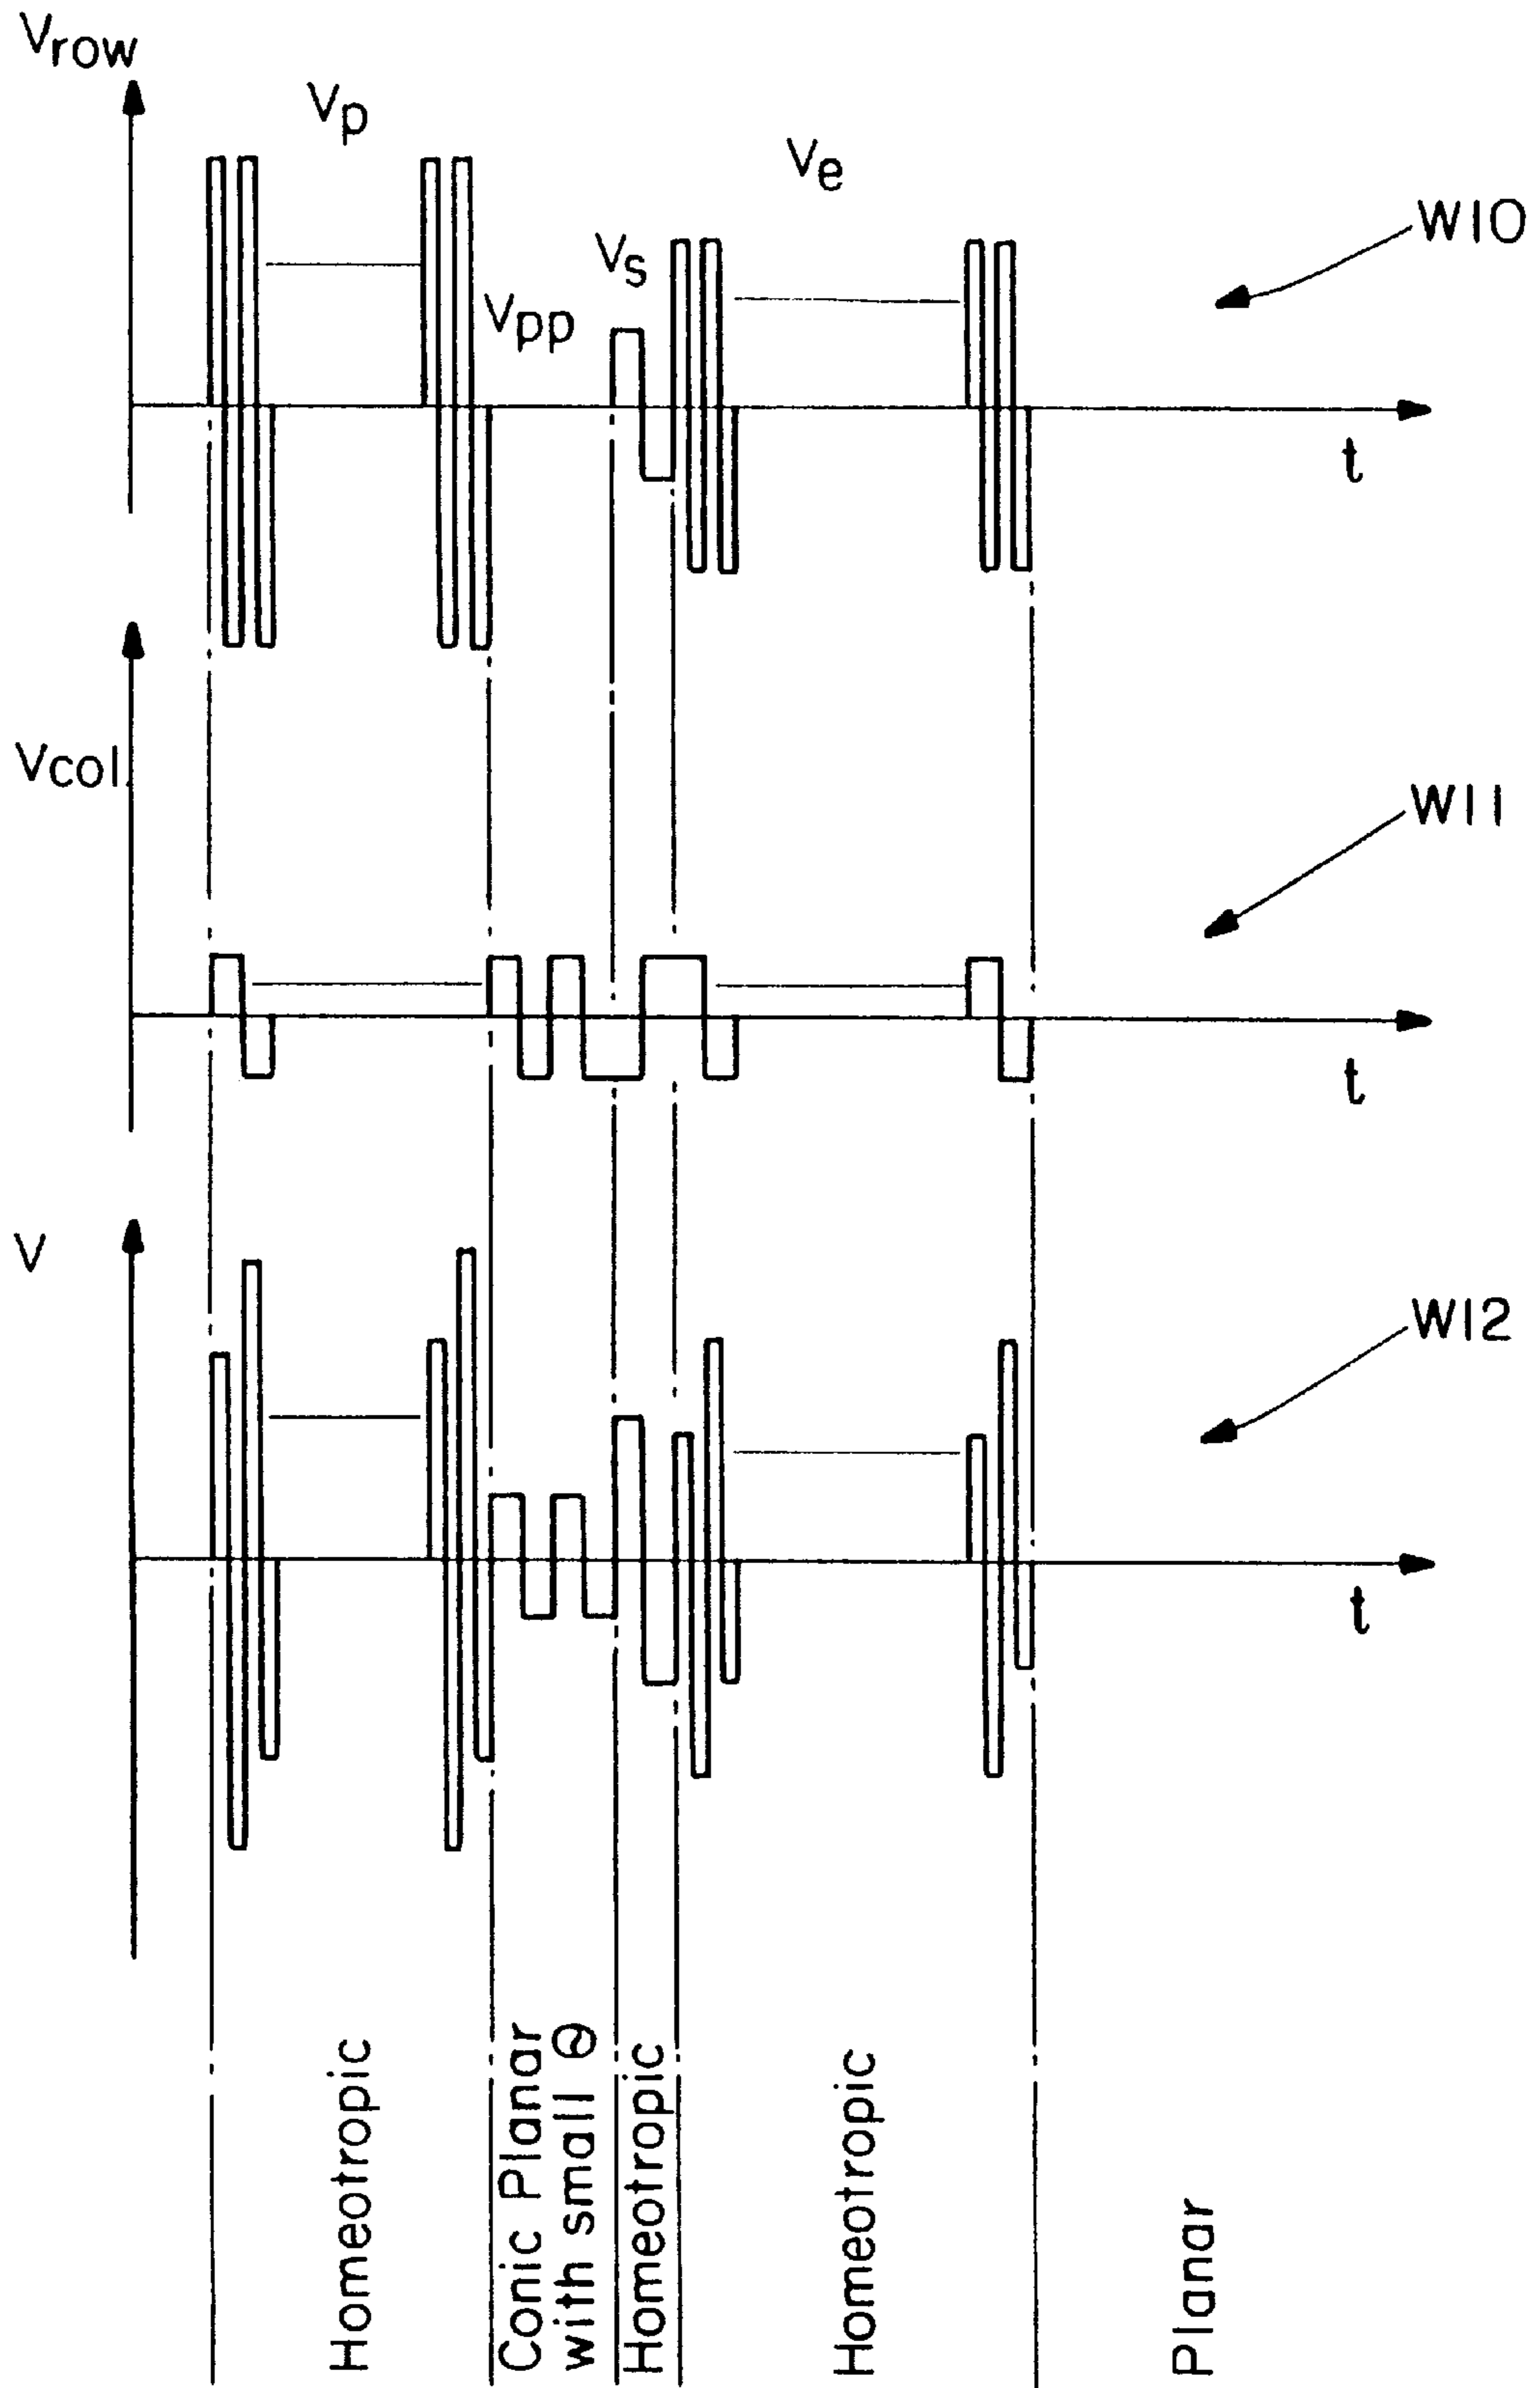 Vrow
Vp
Ve
W10
Vs
Vpp
t
Vcol.
W11
t
V
W12
t
Homeotropic
Conic Planar
with small Θ
Homeotropic
Homeotropic
Planar